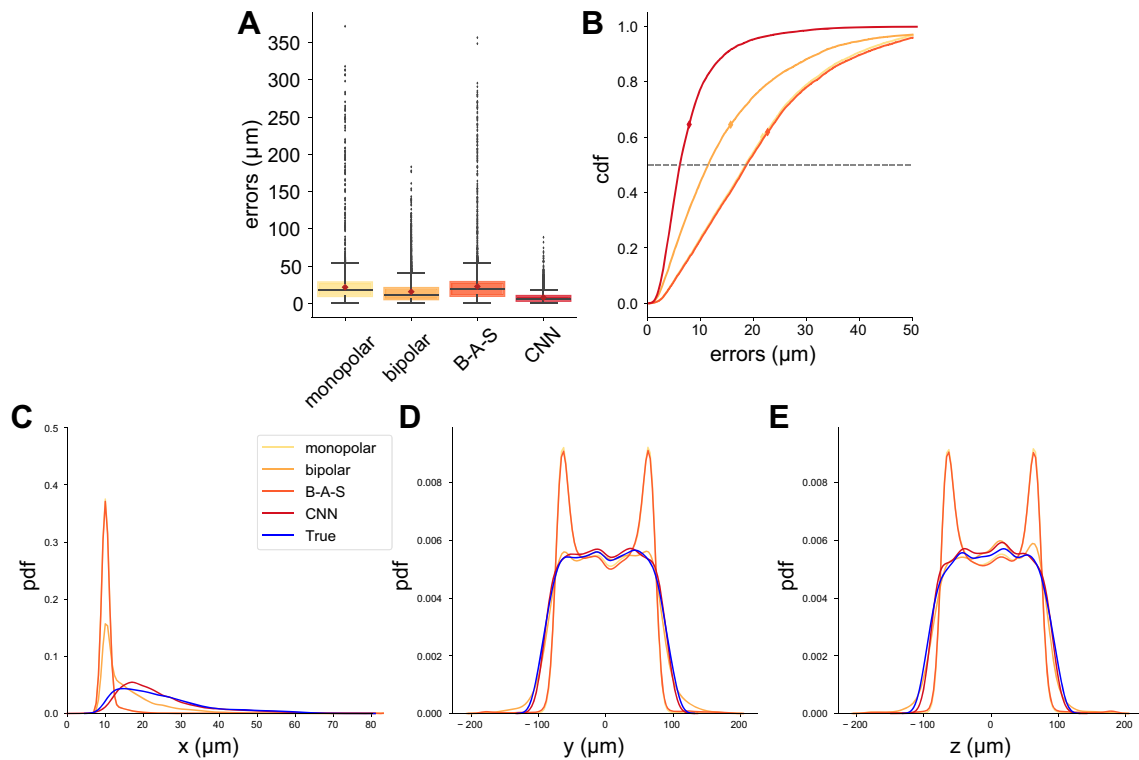 A
errors (µm)
350
300
250
200
150
100
50
0
monopolar
bipolar
B-A-S
CNN
B
cdf
1.0
0.8
0.6
0.4
0.2
0.0
0
10
20
30
40
50
errors (µm)
C
pdf
0.5
0.4
0.3
0.2
0.1
0.0
0
10
20
30
40
50
60
70
80
x (µm)
monopolar
bipolar
B-A-S
CNN
True
D
pdf
0.008
0.006
0.004
0.002
0.000
−200
−100
0
100
200
y (µm)
E
pdf
0.008
0.006
0.004
0.002
0.000
−200
−100
0
100
200
z (µm)